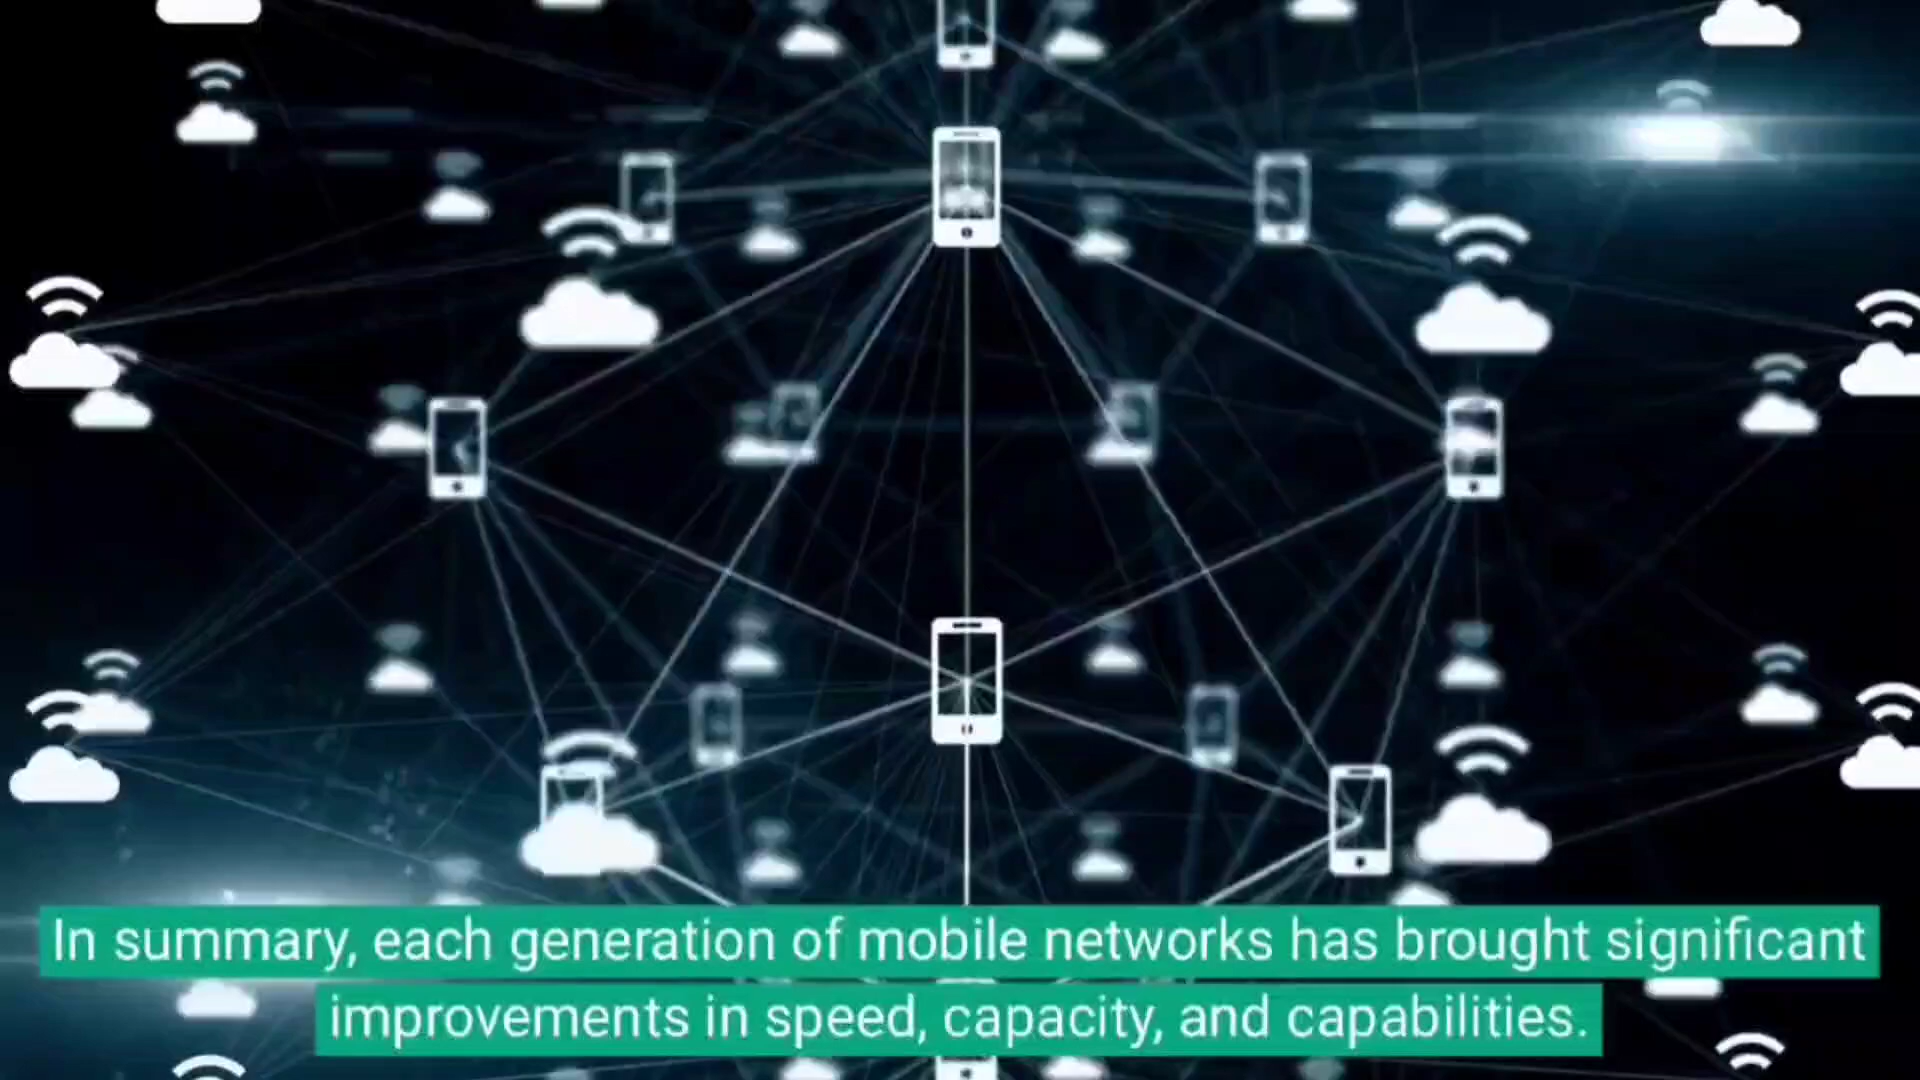 In summary, each generation of mobile networks has brought significant
improvements in speed, capacity, and capabilities.